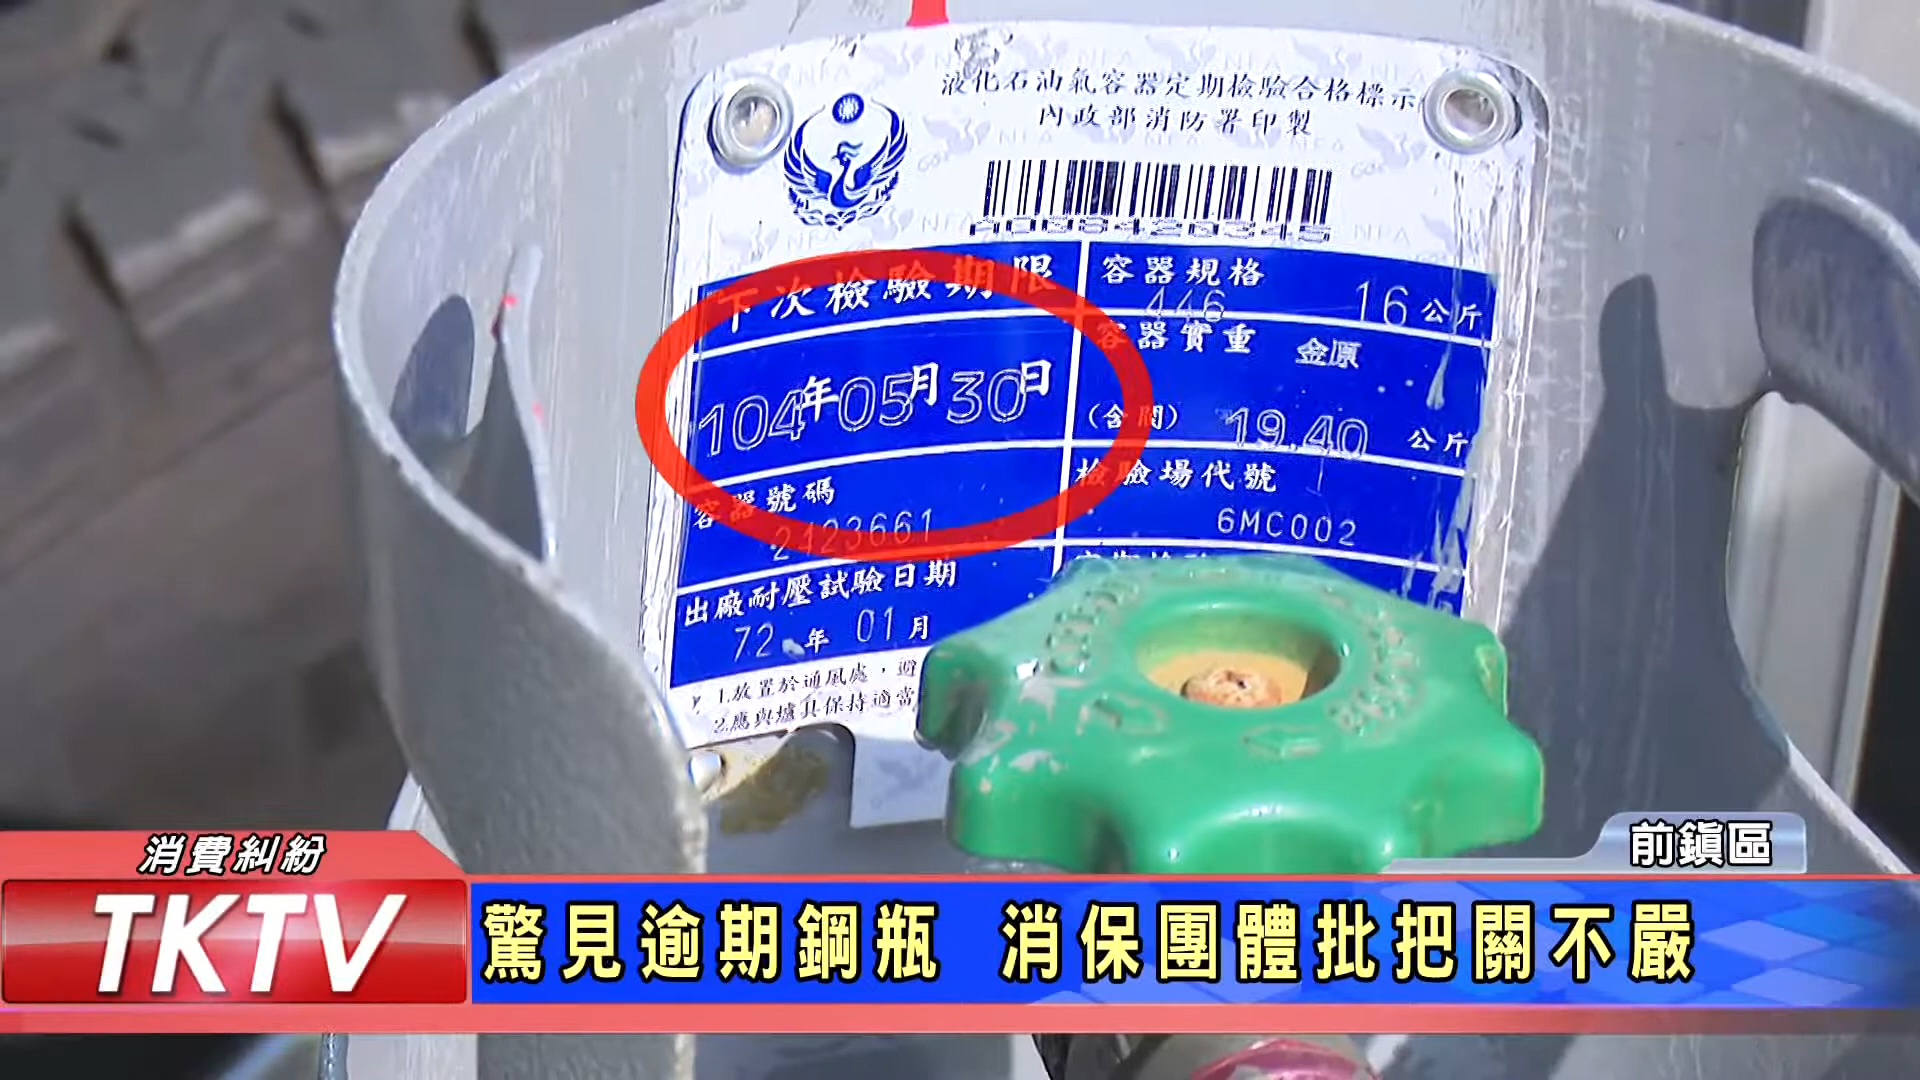 液化石油氣容器定期檢驗合格標示
內政部消防署印製
下次檢驗期限
104年05月30日
容器規格
446 16公斤
容器實重 金原
(含閥) 19.40 公斤
容器號碼
2423661
檢驗場代號
6MC002
出廠耐壓試驗日期
72年01月
1.放置於通風處，避
2.應與爐具保持適當
前鎮區
消費糾紛
TKTV
驚見逾期鋼瓶 消保團體批把關不嚴